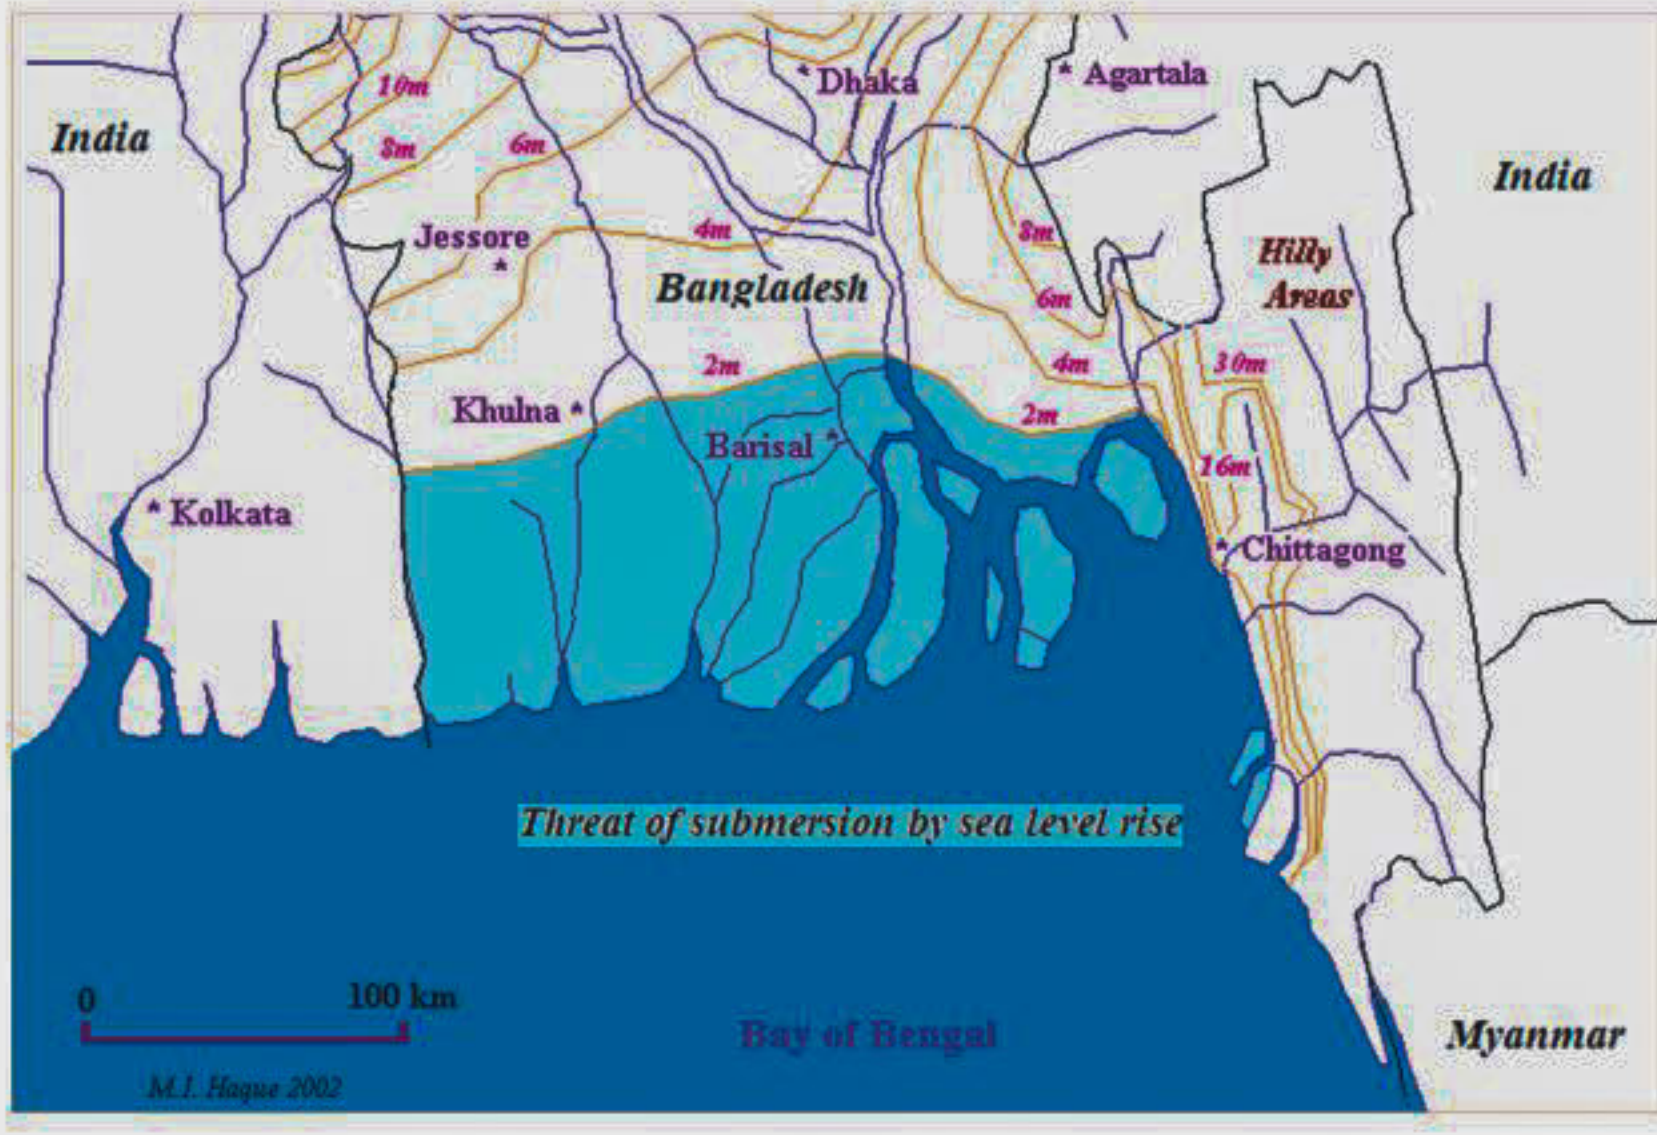 10m
* Dhaka
* Agartala
India
8m
6m
India
Jessore
*
4m
8m
Hilly
Areas
Bangladesh
6m
2m
4m
30m
Khulna *
2m
Barisal *
16m
* Kolkata
* Chittagong
Threat of submersion by sea level rise
0
100 km
Bay of Bengal
Myanmar
M.I. Haque 2002